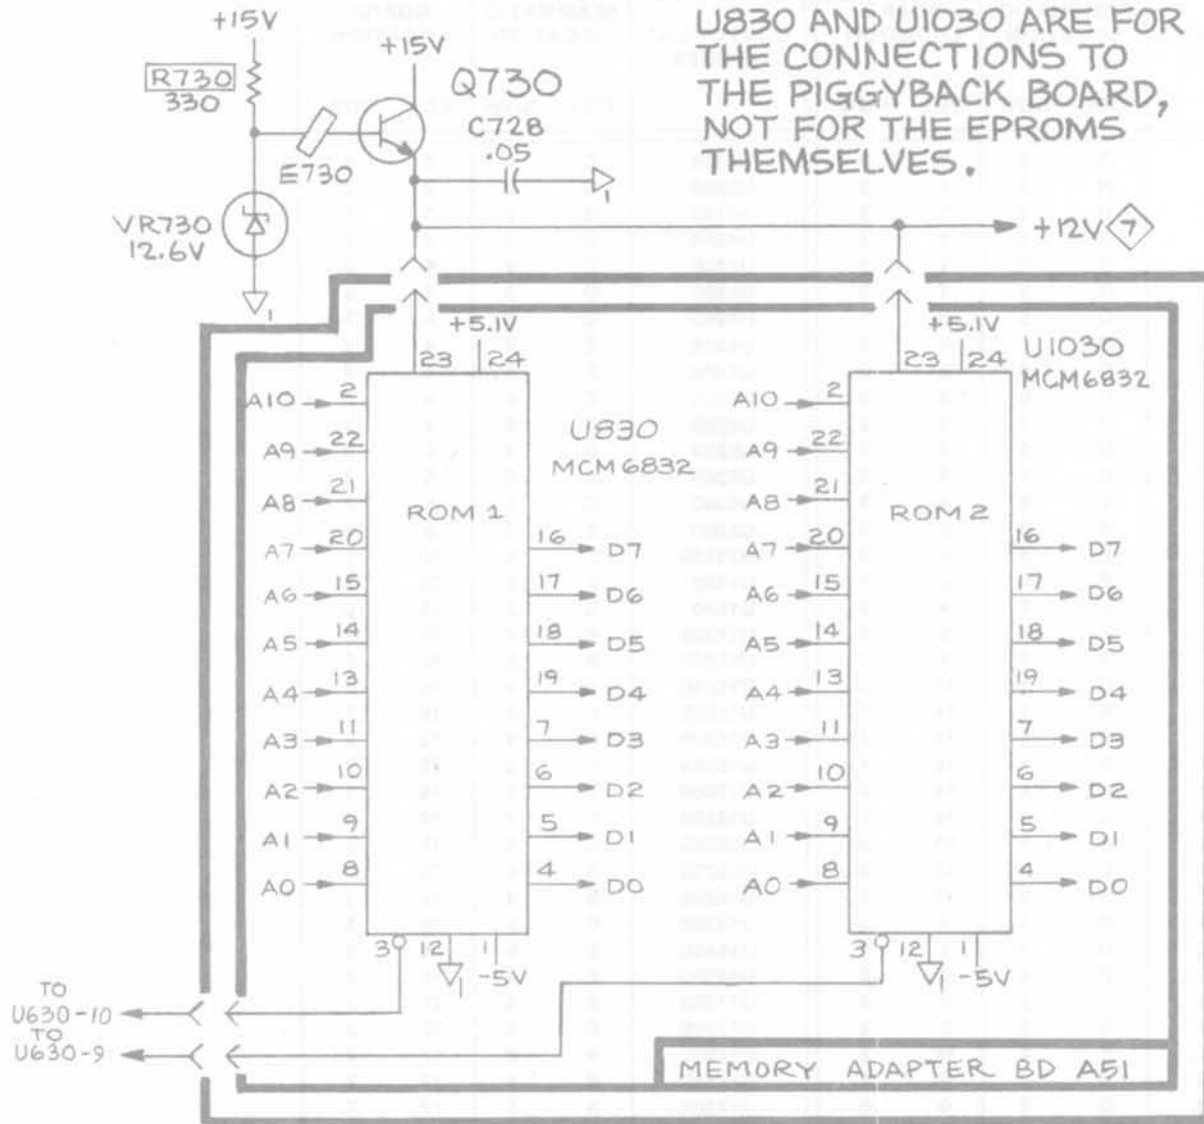 U830 AND U1030 ARE FOR
THE CONNECTIONS TO
THE PIGGYBACK BOARD,
NOT FOR THE EPROMS
THEMSELVES.
+15V
R730
330
E730
VR730
12.6V
1
+15V
Q730
C728
.05
1
+12V 7
+5.1V
23 24
U830
MCM6832
ROM 1
A10 2
A9 22
A8 21
A7 20
A6 15
A5 14
A4 13
A3 11
A2 10
A1 9
A0 8
16 D7
17 D6
18 D5
19 D4
7 D3
6 D2
5 D1
4 D0
3 12 1
1 -5V
+5.1V
23 24
U1030
MCM6832
ROM 2
A10 2
A9 22
A8 21
A7 20
A6 15
A5 14
A4 13
A3 11
A2 10
A1 9
A0 8
16 D7
17 D6
18 D5
19 D4
7 D3
6 D2
5 D1
4 D0
3 12 1
1 -5V
TO
U630-10
TO
U630-9
MEMORY ADAPTER BD A51